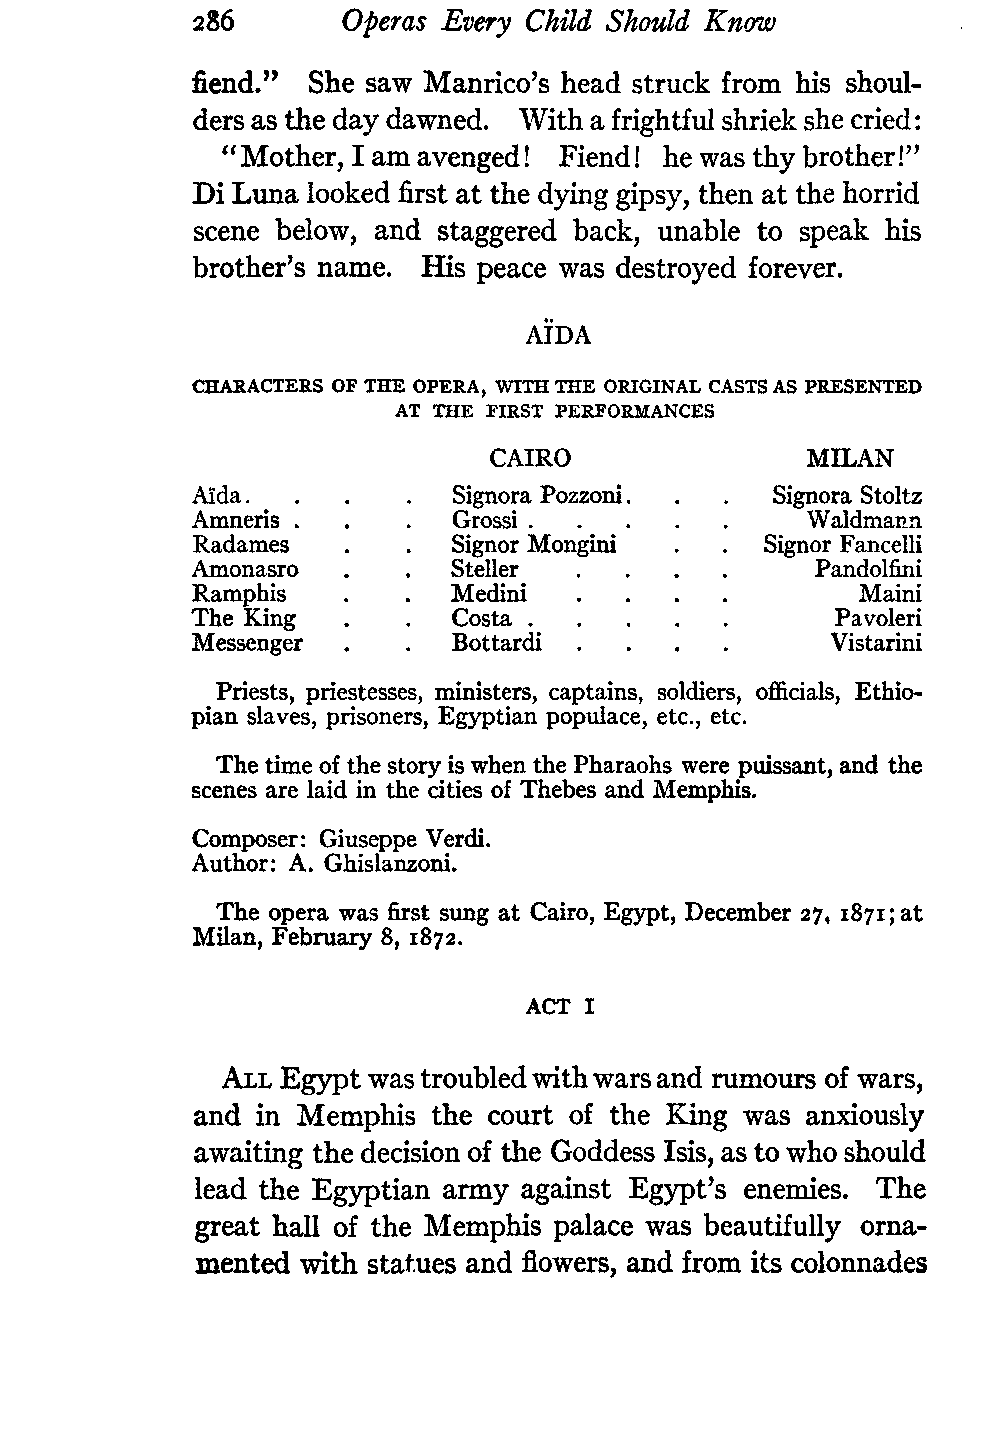 286 Operas Every Child Should Know
fiend." She saw Manrico's head struck from his shoul-
ders as the day dawned. With a frightful shriek she cried:
"Mother, I am avenged! Fiend! he was thy brother!"
Di Luna looked first at the dying gipsy, then at the horrid
scene below, and staggered back, unable to speak his
brother's name. His peace was destroyed forever.
AÏDA
CHARACTERS OF THE OPERA, WITH THE ORIGINAL CASTS AS PRESENTED
AT THE FIRST PERFORMANCES
CAIRO MILAN
Aïda. . . . Signora Pozzoni. . . Signora Stoltz
Amneris . . . Grossi . . . . . Waldmann
Radames . . Signor Mongini . . Signor Fancelli
Amonasro . . Steller . . . . Pandolfini
Ramphis . . Medini . . . . Maini
The King . . Costa . . . . . Pavoleri
Messenger . . Bottardi . . . . Vistarini
Priests, priestesses, ministers, captains, soldiers, officials, Ethio-
pian slaves, prisoners, Egyptian populace, etc., etc.
The time of the story is when the Pharaohs were puissant, and the
scenes are laid in the cities of Thebes and Memphis.
Composer: Giuseppe Verdi.
Author: A. Ghislanzoni.
The opera was first sung at Cairo, Egypt, December 27, 1871; at
Milan, February 8, 1872.
ACT I
ALL Egypt was troubled with wars and rumours of wars,
and in Memphis the court of the King was anxiously
awaiting the decision of the Goddess Isis, as to who should
lead the Egyptian army against Egypt's enemies. The
great hall of the Memphis palace was beautifully orna-
mented with statues and flowers, and from its colonnades